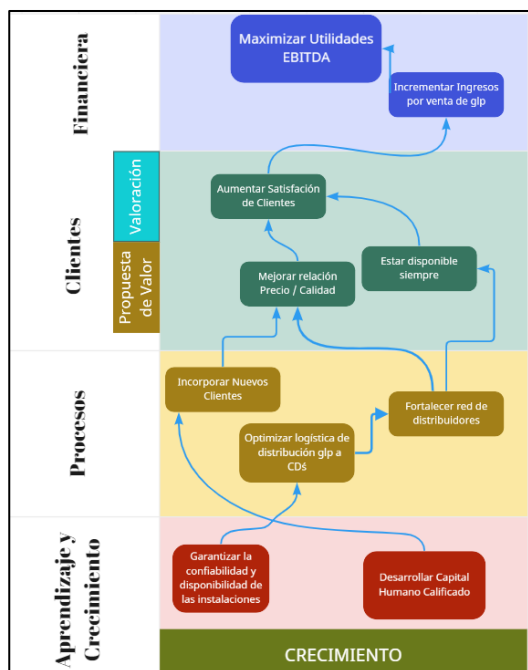 Financiera
Maximizar Utilidades
EBITDA
Incrementar Ingresos
por venta de glp
Clientes
Valoración
Propuesta
de Valor
Aumentar Satisfacción
de Clientes
Mejorar relación
Precio / Calidad
Estar disponible
siempre
Procesos
Incorporar Nuevos
Clientes
Optimizar logística de
distribución glp a
CDś
Fortalecer red de
distribuidores
Aprendizaje y
Crecimiento
Garantizar la
confiabilidad y
disponibilidad de
las instalaciones
Desarrollar Capital
Humano Calificado
CRECIMIENTO